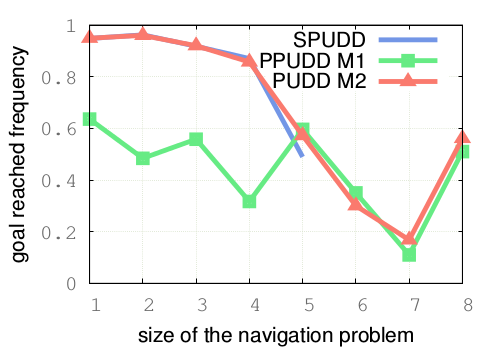 SPUDD
PPUDD M1
PUDD M2
goal reached frequency
1
0.8
0.6
0.4
0.2
0
1 2 3 4 5 6 7 8
size of the navigation problem